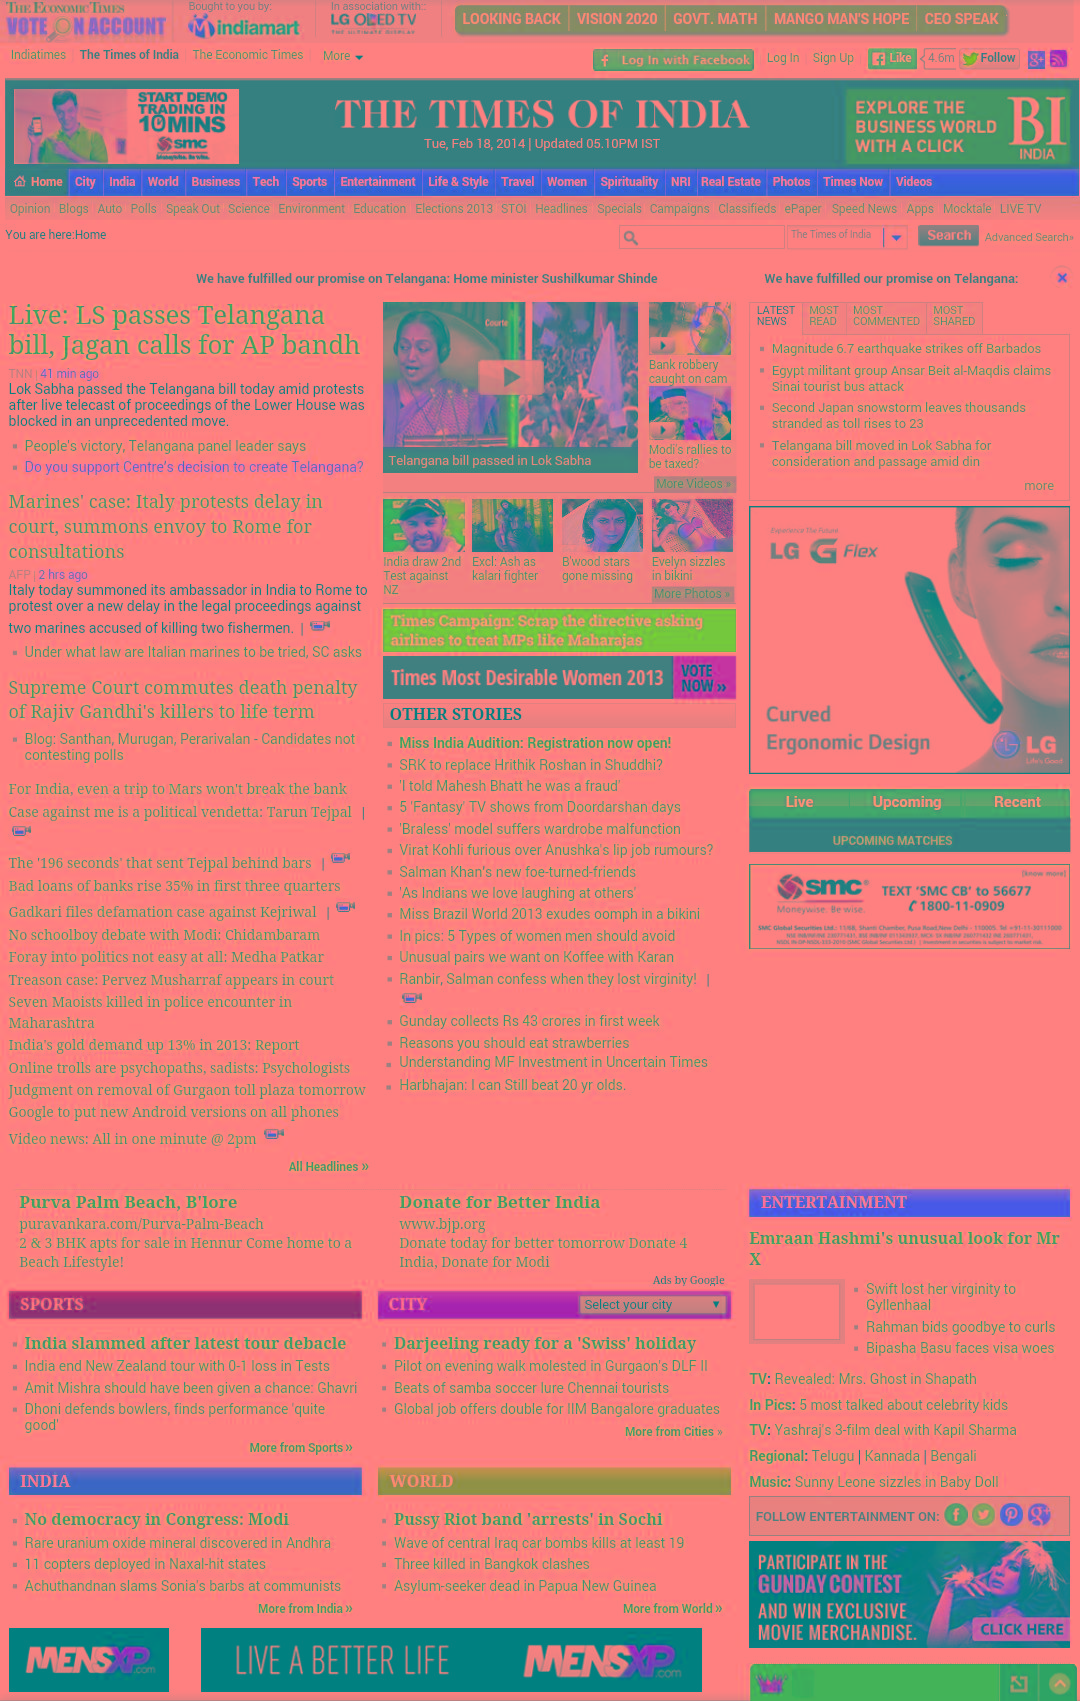 THE ECONOMIC TIMES
VOTE ON ACCOUNT
Bought to you by:
indiamart
In association with::
LG OLED TV
THE ULTIMATE DISPLAY
LOOKING BACK
VISION 2020
GOVT. MATH
MANGO MAN'S HOPE
CEO SPEAK
Indiatimes
The Times of India
The Economic Times
More
Log In with Facebook
Log In
Sign Up
Like
4.6m
Follow
START DEMO
TRADING IN
10MINS
smc
THE TIMES OF INDIA
Tue, Feb 18, 2014 | Updated 05.10PM IST
EXPLORE THE
BUSINESS WORLD
WITH A CLICK
BI
INDIA
Home City India World Business Tech Sports Entertainment Life & Style Travel Women Spirituality NRI Real Estate Photos Times Now Videos
Opinion Blogs Auto Polls Speak Out Science Environment Education Elections 2013 STOI Headlines Specials Campaigns Classifieds ePaper Speed News Apps Mocktale LIVE TV
You are here:Home
The Times of India
Search
Advanced Search»
We have fulfilled our promise on Telangana: Home minister Sushilkumar Shinde
We have fulfilled our promise on Telangana:
Live: LS passes Telangana
bill, Jagan calls for AP bandh
TNN | 41 min ago
Lok Sabha passed the Telangana bill today amid protests
after live telecast of proceedings of the Lower House was
blocked in an unprecedented move.
People's victory, Telangana panel leader says
Do you support Centre's decision to create Telangana?
Marines' case: Italy protests delay in
court, summons envoy to Rome for
consultations
AFP | 2 hrs ago
Italy today summoned its ambassador in India to Rome to
protest over a new delay in the legal proceedings against
two marines accused of killing two fishermen. |
Under what law are Italian marines to be tried, SC asks
Supreme Court commutes death penalty
of Rajiv Gandhi's killers to life term
Blog: Santhan, Murugan, Perarivalan - Candidates not
contesting polls
For India, even a trip to Mars won't break the bank
Case against me is a political vendetta: Tarun Tejpal |
The '196 seconds' that sent Tejpal behind bars |
Bad loans of banks rise 35% in first three quarters
Gadkari files defamation case against Kejriwal |
No schoolboy debate with Modi: Chidambaram
Foray into politics not easy at all: Medha Patkar
Treason case: Pervez Musharraf appears in court
Seven Maoists killed in police encounter in
Maharashtra
India's gold demand up 13% in 2013: Report
Online trolls are psychopaths, sadists: Psychologists
Judgment on removal of Gurgaon toll plaza tomorrow
Google to put new Android versions on all phones
Video news: All in one minute @ 2pm
All Headlines »
Courte
Telangana bill passed in Lok Sabha
Bank robbery
caught on cam
Modi's rallies to
be taxed?
More Videos »
India draw 2nd
Test against
NZ
Excl: Ash as
kalari fighter
B'wood stars
gone missing
Evelyn sizzles
in bikini
More Photos »
Times Campaign: Scrap the directive asking
airlines to treat MPs like Maharajas
Times Most Desirable Women 2013
VOTE
NOW »
OTHER STORIES
Miss India Audition: Registration now open!
SRK to replace Hrithik Roshan in Shuddhi?
'I told Mahesh Bhatt he was a fraud'
5 'Fantasy' TV shows from Doordarshan days
'Braless' model suffers wardrobe malfunction
Virat Kohli furious over Anushka's lip job rumours?
Salman Khan's new foe-turned-friends
'As Indians we love laughing at others'
Miss Brazil World 2013 exudes oomph in a bikini
In pics: 5 Types of women men should avoid
Unusual pairs we want on Koffee with Karan
Ranbir, Salman confess when they lost virginity! |
Gunday collects Rs 43 crores in first week
Reasons you should eat strawberries
Understanding MF Investment in Uncertain Times
Harbhajan: I can Still beat 20 yr olds.
LATEST
NEWS
MOST
READ
MOST
COMMENTED
MOST
SHARED
Magnitude 6.7 earthquake strikes off Barbados
Egypt militant group Ansar Beit al-Maqdis claims
Sinai tourist bus attack
Second Japan snowstorm leaves thousands
stranded as toll rises to 23
Telangana bill moved in Lok Sabha for
consideration and passage amid din
more
Experience The Future
LG G Flex
Curved
Ergonomic Design
LG
Life's Good
Live
Upcoming
Recent
UPCOMING MATCHES
[know more]
smc
Moneywise. Be wise.
TEXT 'SMC CB' to 56677
1800-11-0909
Purva Palm Beach, B'lore
puravankara.com/Purva-Palm-Beach
2 & 3 BHK apts for sale in Hennur Come home to a
Beach Lifestyle!
Donate for Better India
www.bjp.org
Donate today for better tomorrow Donate 4
India, Donate for Modi
Ads by Google
SPORTS
India slammed after latest tour debacle
India end New Zealand tour with 0-1 loss in Tests
Amit Mishra should have been given a chance: Ghavri
Dhoni defends bowlers, finds performance 'quite
good'
More from Sports »
CITY
Select your city
Darjeeling ready for a 'Swiss' holiday
Pilot on evening walk molested in Gurgaon's DLF II
Beats of samba soccer lure Chennai tourists
Global job offers double for IIM Bangalore graduates
More from Cities »
INDIA
No democracy in Congress: Modi
Rare uranium oxide mineral discovered in Andhra
11 copters deployed in Naxal-hit states
Achuthandnan slams Sonia's barbs at communists
More from India »
WORLD
Pussy Riot band 'arrests' in Sochi
Wave of central Iraq car bombs kills at least 19
Three killed in Bangkok clashes
Asylum-seeker dead in Papua New Guinea
More from World »
ENTERTAINMENT
Emraan Hashmi's unusual look for Mr
X
Swift lost her virginity to
Gyllenhaal
Rahman bids goodbye to curls
Bipasha Basu faces visa woes
TV: Revealed: Mrs. Ghost in Shapath
In Pics: 5 most talked about celebrity kids
TV: Yashraj's 3-film deal with Kapil Sharma
Regional: Telugu | Kannada | Bengali
Music: Sunny Leone sizzles in Baby Doll
FOLLOW ENTERTAINMENT ON:
PARTICIPATE IN THE
GUNDAY CONTEST
AND WIN EXCLUSIVE
MOVIE MERCHANDISE.
CLICK HERE
MENSXP.com
LIVE A BETTER LIFE
MENSXP.com